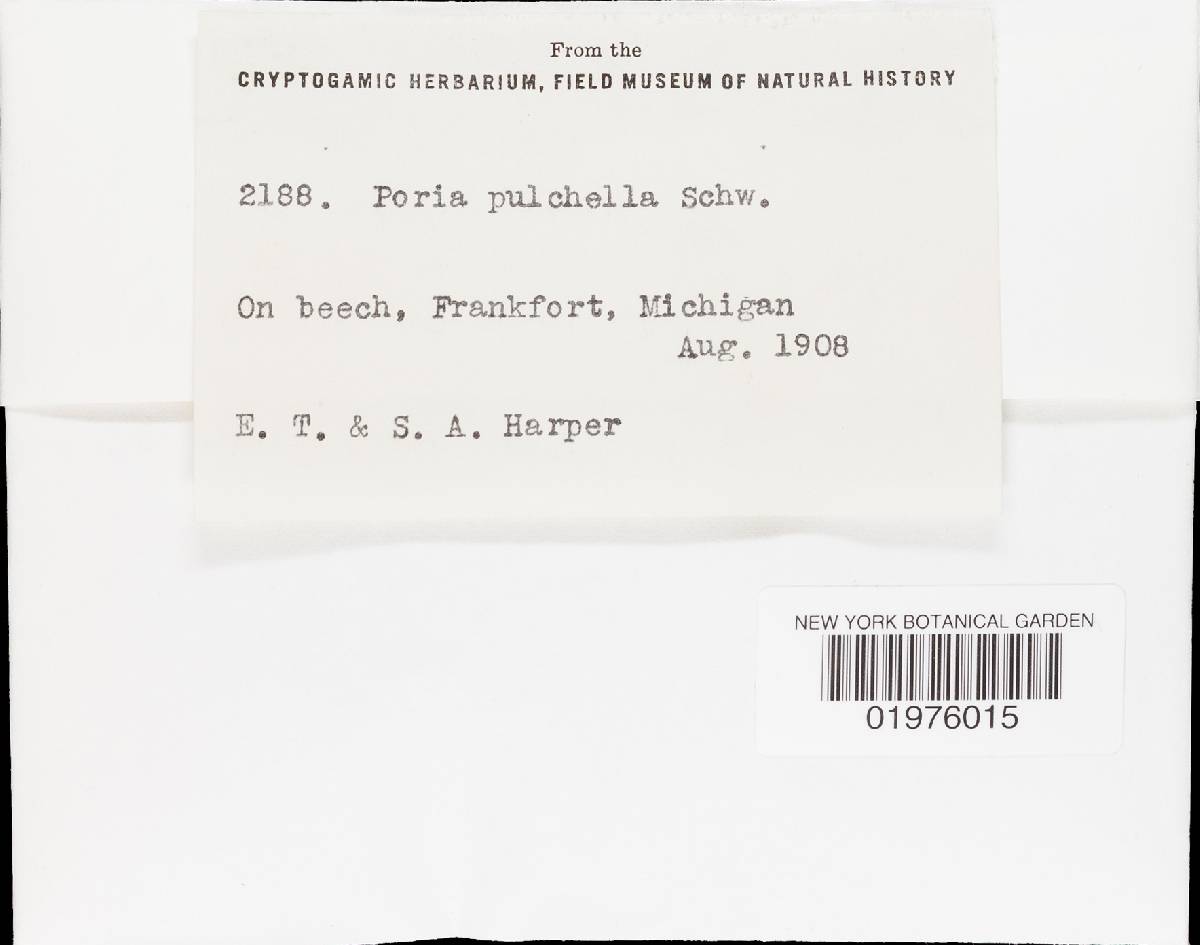 From the
CRYPTOGAMIC HERBARIUM, FIELD MUSEUM OF NATURAL HISTORY
2188. Poria pulchella Schw.
On beech, Frankfort, Michigan
Aug. 1908
E. T. & S. A. Harper
NEW YORK BOTANICAL GARDEN
01976015